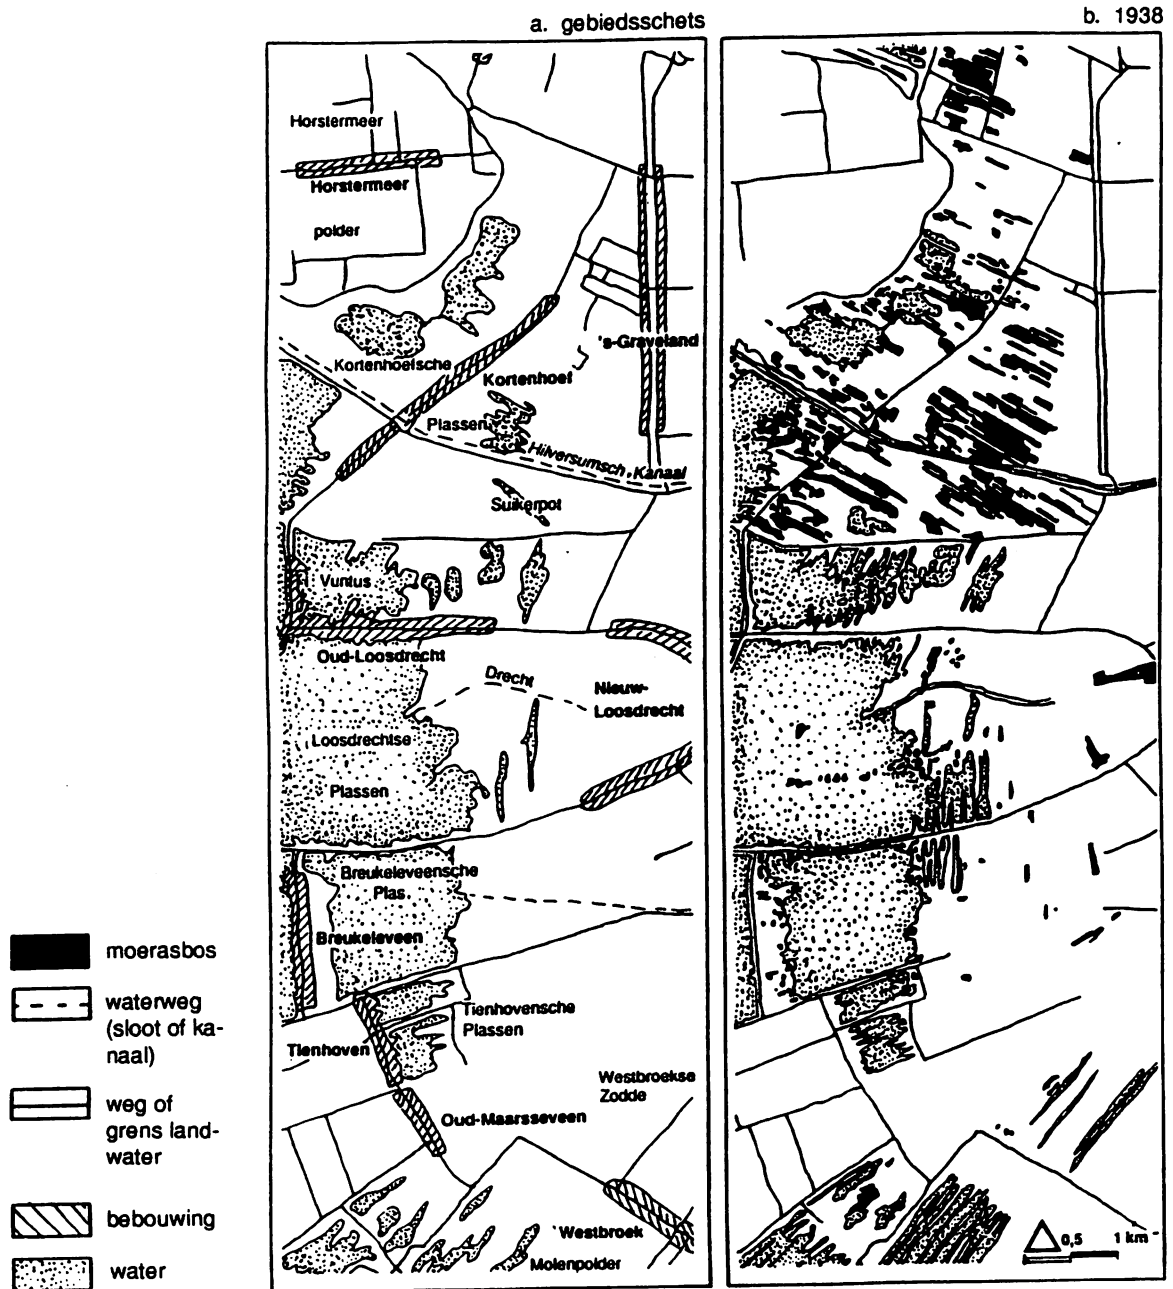 a. gebiedsschets
b. 1938
Horstermeer
Horstermeer
polder
Kortenhoefsche
Kortenhoef
's-Graveland
Plassen
Hilversumsch Kanaal
Suikerpot
Vuntus
Oud-Loosdrecht
Drecht
Nieuw-
Loosdrecht
Loosdrechtse
Plassen
Breukeleveensche
Plas
Breukeleveen
Tienhovensche
Plassen
Tienhoven
Westbroekse
Zodde
Oud-Maarsseveen
Westbroek
Molenpolder
0,5 1 km
moerasbos
waterweg
(sloot of ka-
naal)
weg of
grens land-
water
bebouwing
water